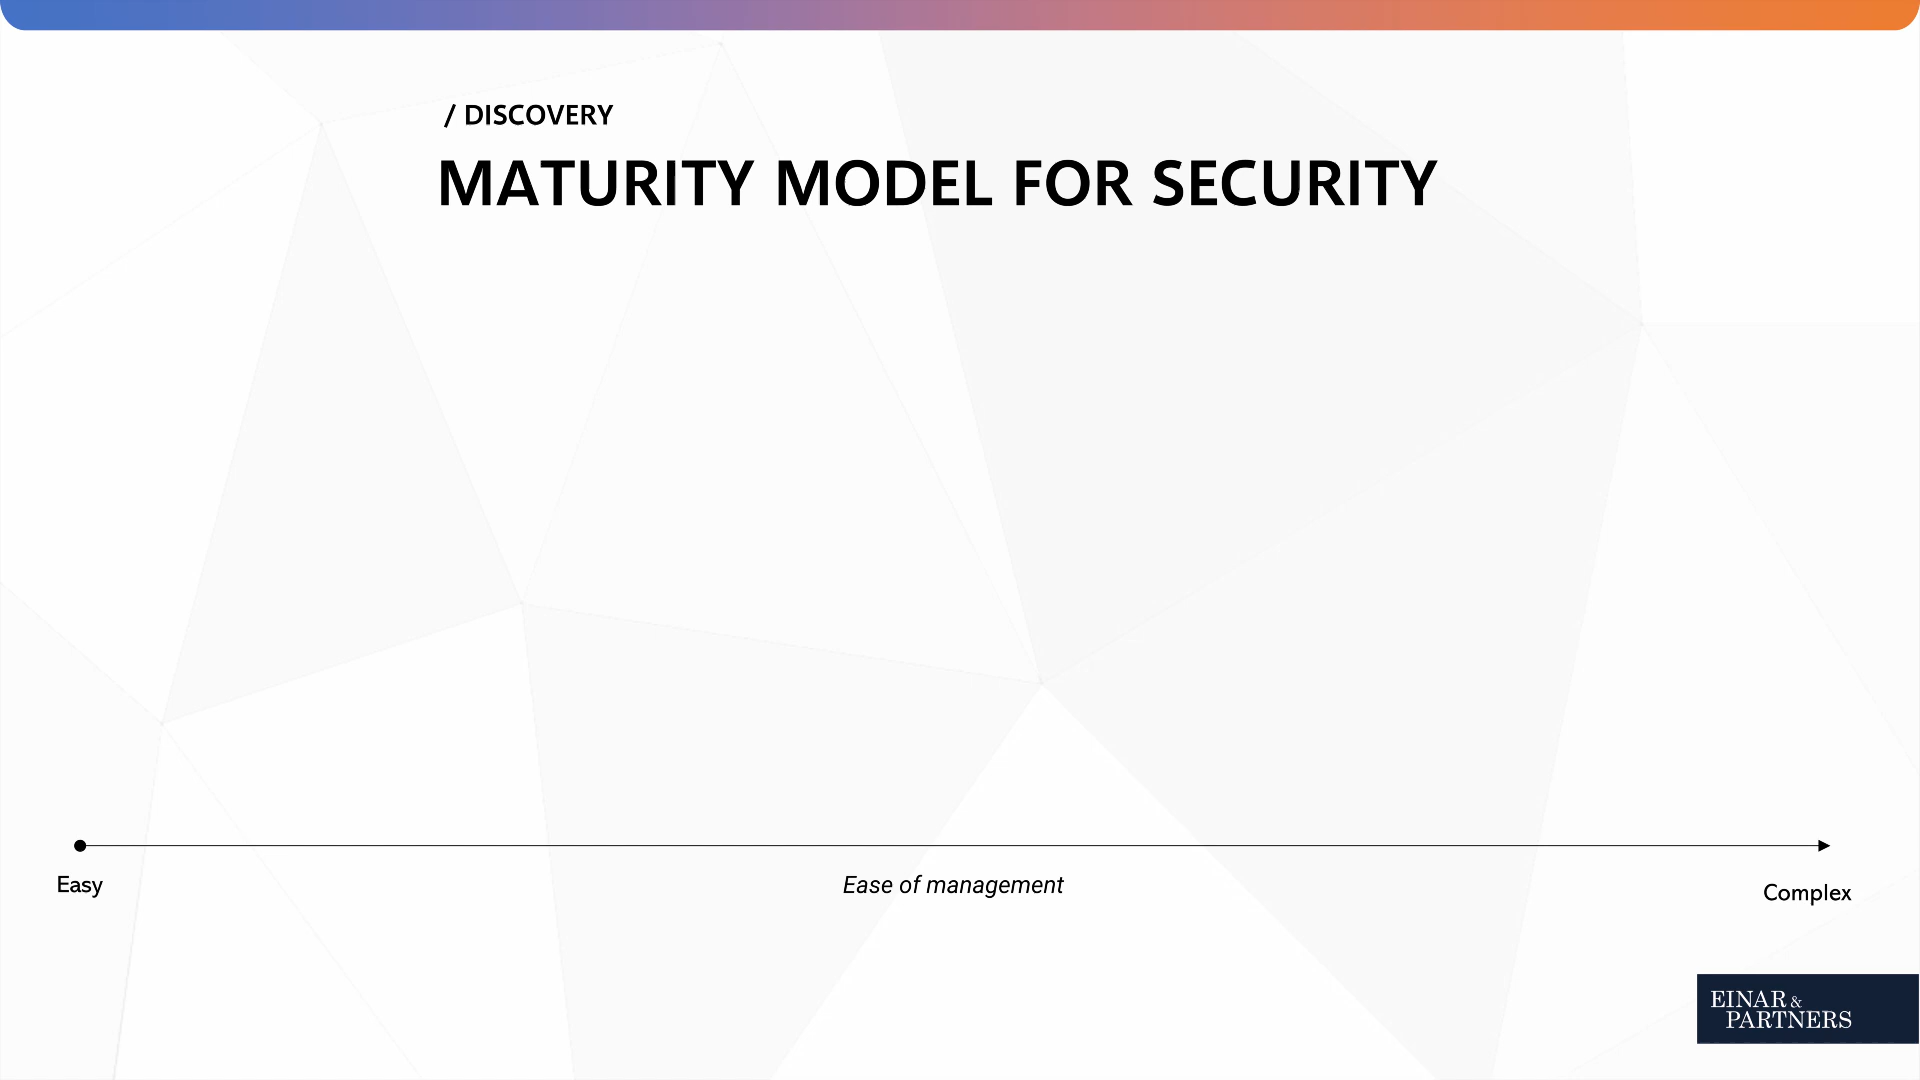 / DISCOVERY
MATURITY MODEL FOR SECURITY
Easy
Ease of management
Complex
EINAR &
PARTNERS